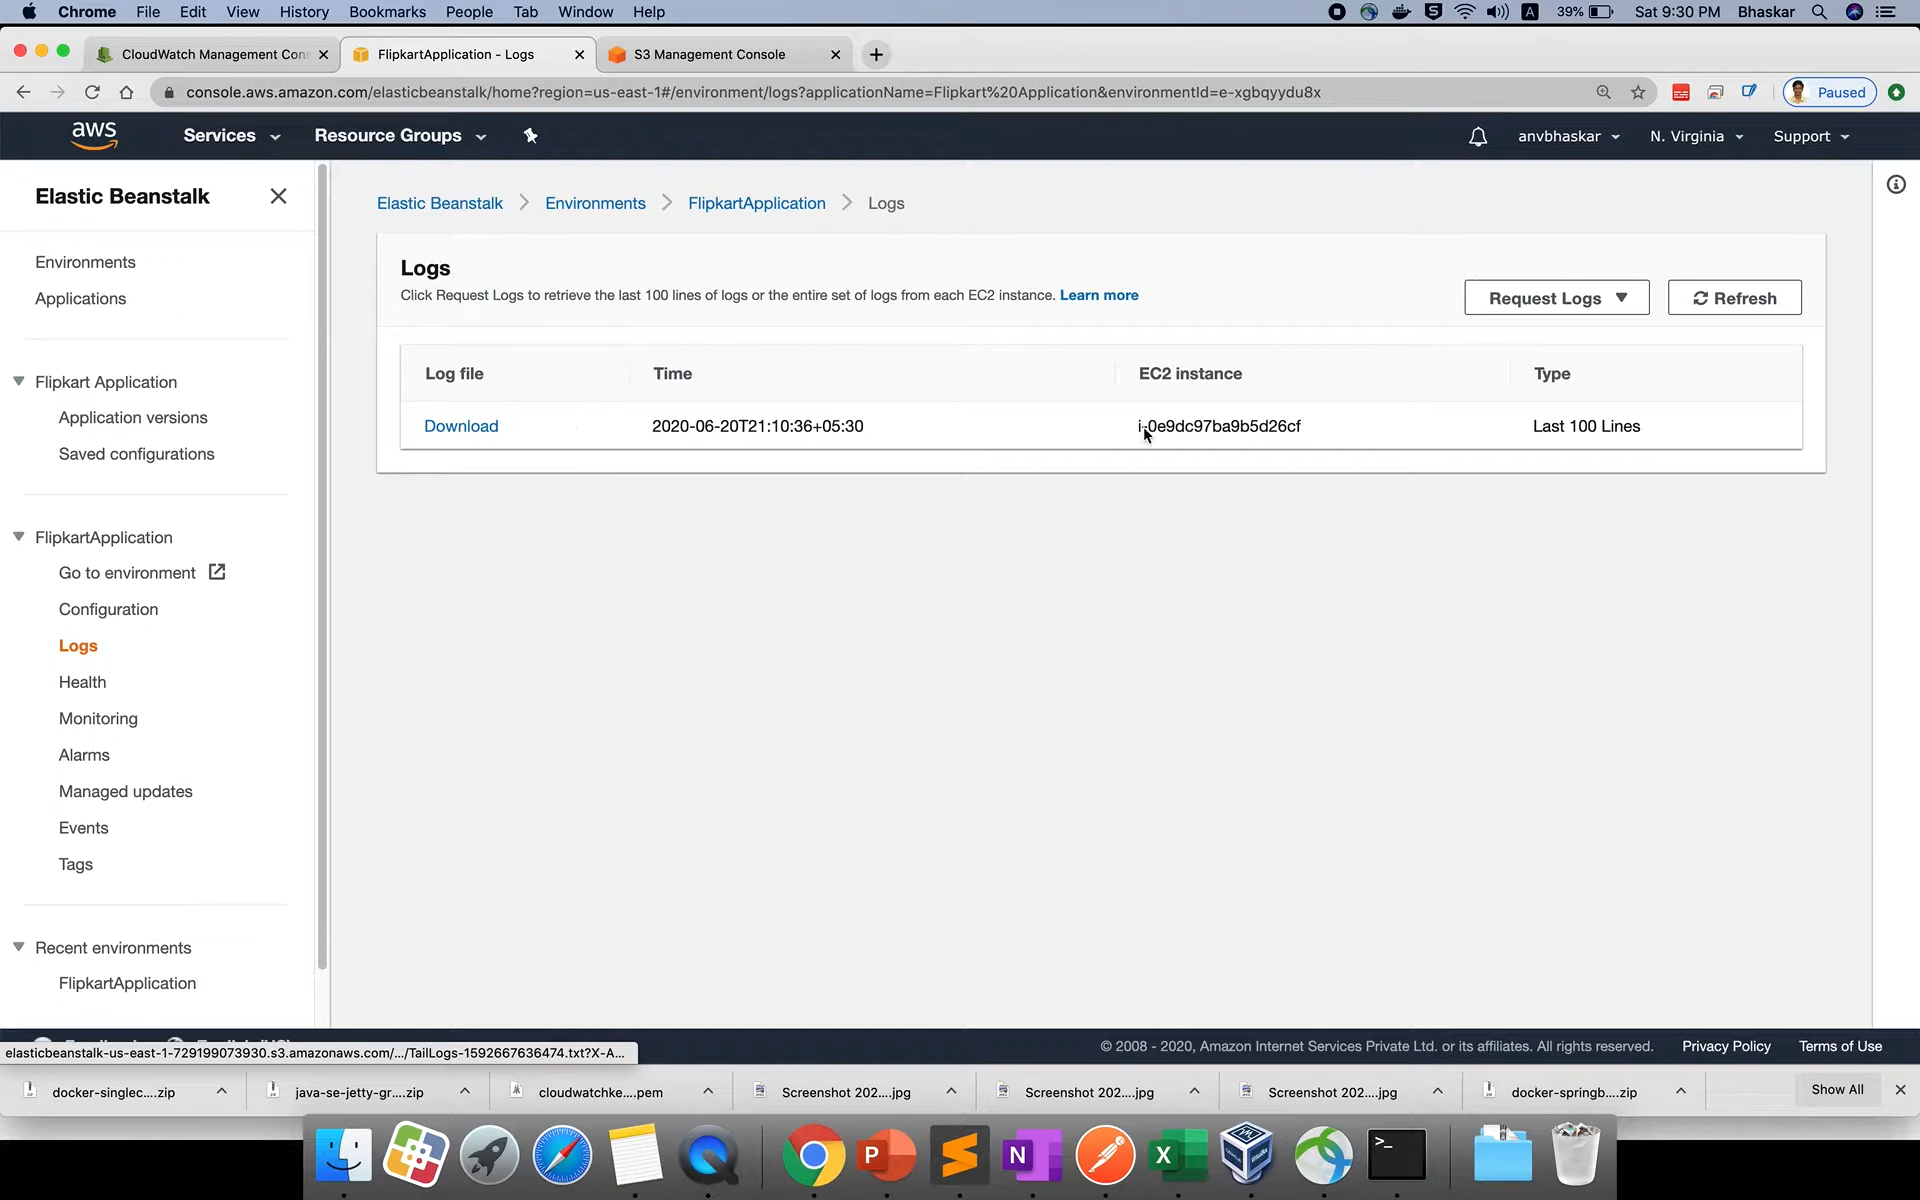 Chrome File Edit View History Bookmarks People Tab Window Help
39% Sat 9:30 PM Bhaskar
CloudWatch Management Con
FlipkartApplication - Logs
S3 Management Console
console.aws.amazon.com/elasticbeanstalk/home?region=us-east-1#/environment/logs?applicationName=Flipkart%20Application&environmentId=e-xgbqyydu8x
Paused
aws Services Resource Groups
anvbhaskar N. Virginia Support
Elastic Beanstalk
Environments
Applications
Flipkart Application
Application versions
Saved configurations
FlipkartApplication
Go to environment
Configuration
Logs
Health
Monitoring
Alarms
Managed updates
Events
Tags
Recent environments
FlipkartApplication
Elastic Beanstalk Environments FlipkartApplication Logs
Logs
Click Request Logs to retrieve the last 100 lines of logs or the entire set of logs from each EC2 instance. Learn more
Request Logs
Refresh
Log file Time EC2 instance Type
Download 2020-06-20T21:10:36+05:30 i-0e9dc97ba9b5d26cf Last 100 Lines
elasticbeanstalk-us-east-1-729199073930.s3.amazonaws.com/.../TailLogs-1592667636474.txt?X-A...
© 2008 - 2020, Amazon Internet Services Private Ltd. or its affiliates. All rights reserved. Privacy Policy Terms of Use
docker-singlec....zip
java-se-jetty-gr....zip
cloudwatchke....pem
Screenshot 202....jpg
Screenshot 202....jpg
Screenshot 202....jpg
docker-springb....zip
Show All